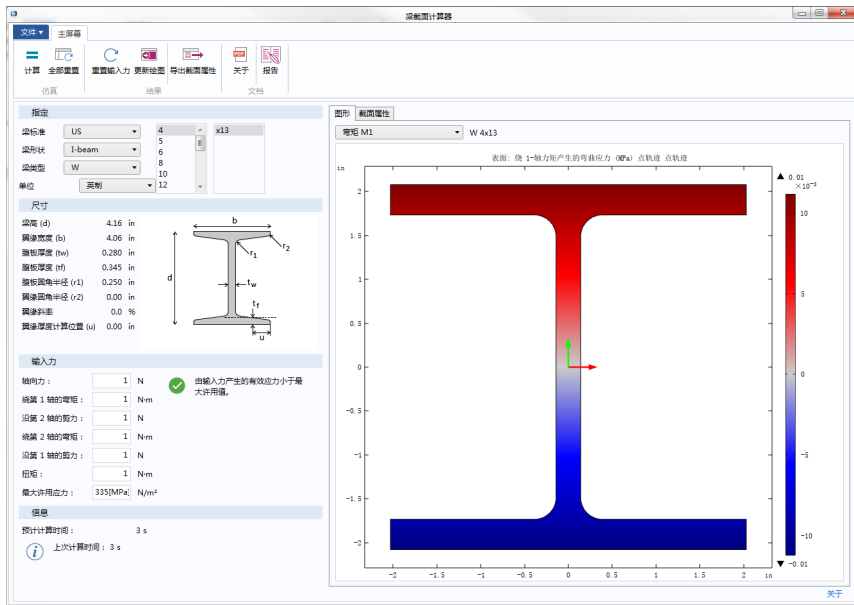 梁截面计算器
文件▼ 主屏幕
计算 全部重置 重置输入力 更新绘图 导出截面属性 关于 报告
PDF
仿真 结果 文档
指定
梁标准 US
梁形状 I-beam
梁类型 W
单位 英制
4
5
6
8
10
12
x13
尺寸
梁高 (d) 4.16 in
翼缘宽度 (b) 4.06 in
腹板厚度 (tw) 0.280 in
腹板厚度 (tf) 0.345 in
腹板圆角半径 (r1) 0.250 in
翼缘圆角半径 (r2) 0.00 in
翼缘斜率 0.0 %
翼缘厚度计算位置 (u) 0.00 in
b
r2
r1
d
tw
tf
u
输入力
轴向力： 1 N
绕第 1 轴的弯矩： 1 N·m
沿第 2 轴的剪力： 1 N
绕第 2 轴的弯矩： 1 N·m
沿第 1 轴的剪力： 1 N
扭矩： 1 N·m
最大许用应力： 335[MPa] N/m²
由输入力产生的有效应力小于最
大许用值。
信息
预计计算时间： 3 s
i 上次计算时间： 3 s
图形 截面属性
弯矩 M1 W 4x13
表面: 绕 1-轴力矩产生的弯曲应力 (MPa) 点轨迹 点轨迹
in
2
1.5
1
0.5
0
-0.5
-1
-1.5
-2
-2 -1.5 -1 -0.5 0 0.5 1 1.5 2 in
▲ 0.01
×10⁻³
10
5
0
-5
-10
▼ -0.01
关于